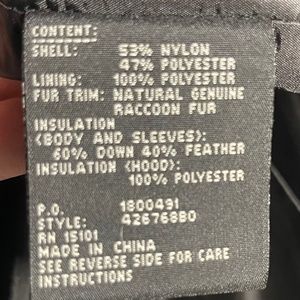 CONTENT:
SHELL: 53% NYLON
47% POLYESTER
LINING: 100% POLYESTER
FUR TRIM: NATURAL GENUINE
RACCOON FUR
INSULATION
(BODY AND SLEEVES):
60% DOWN 40% FEATHER
INSULATION (HOOD):
100% POLYESTER
P.O. 1800491
STYLE: 426768B0
RN 15101
MADE IN CHINA
SEE REVERSE SIDE FOR CARE
INSTRUCTIONS